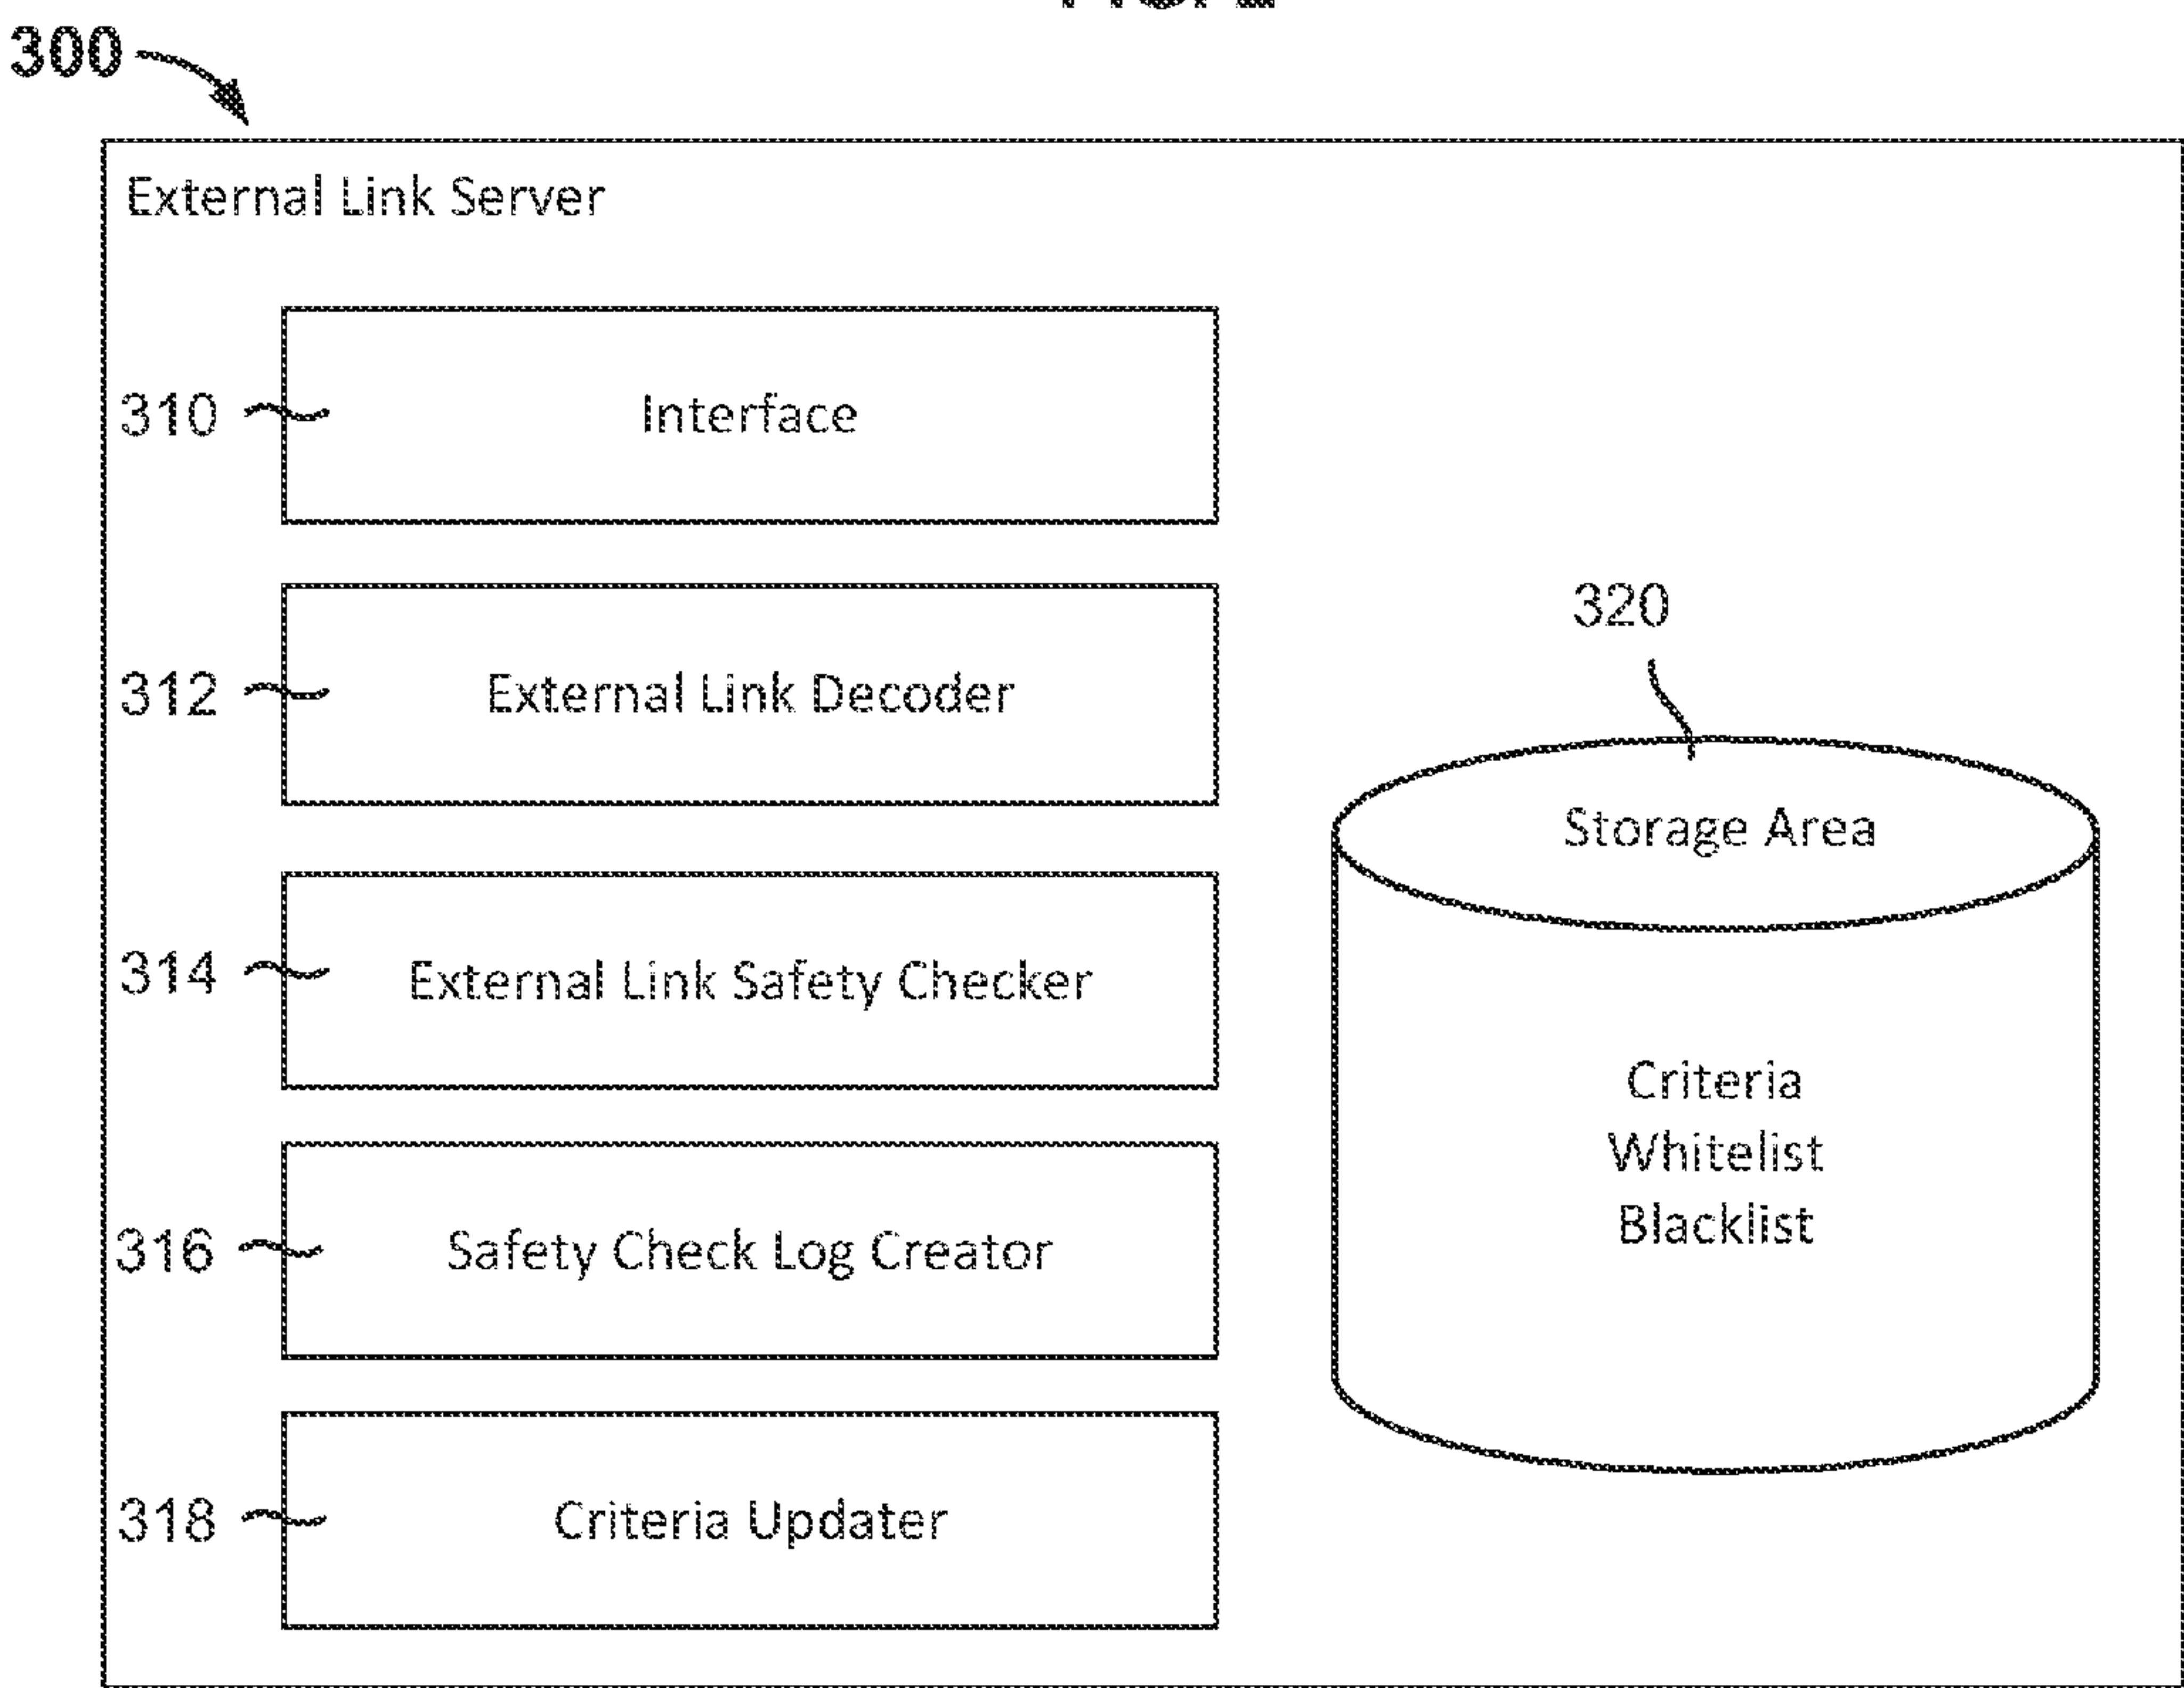 300
External Link Server
310
Interface
312
External Link Decoder
314
External Link Safety Checker
316
Safety Check Log Creator
318
Criteria Updater
320
Storage Area
Criteria
Whitelist
Blacklist